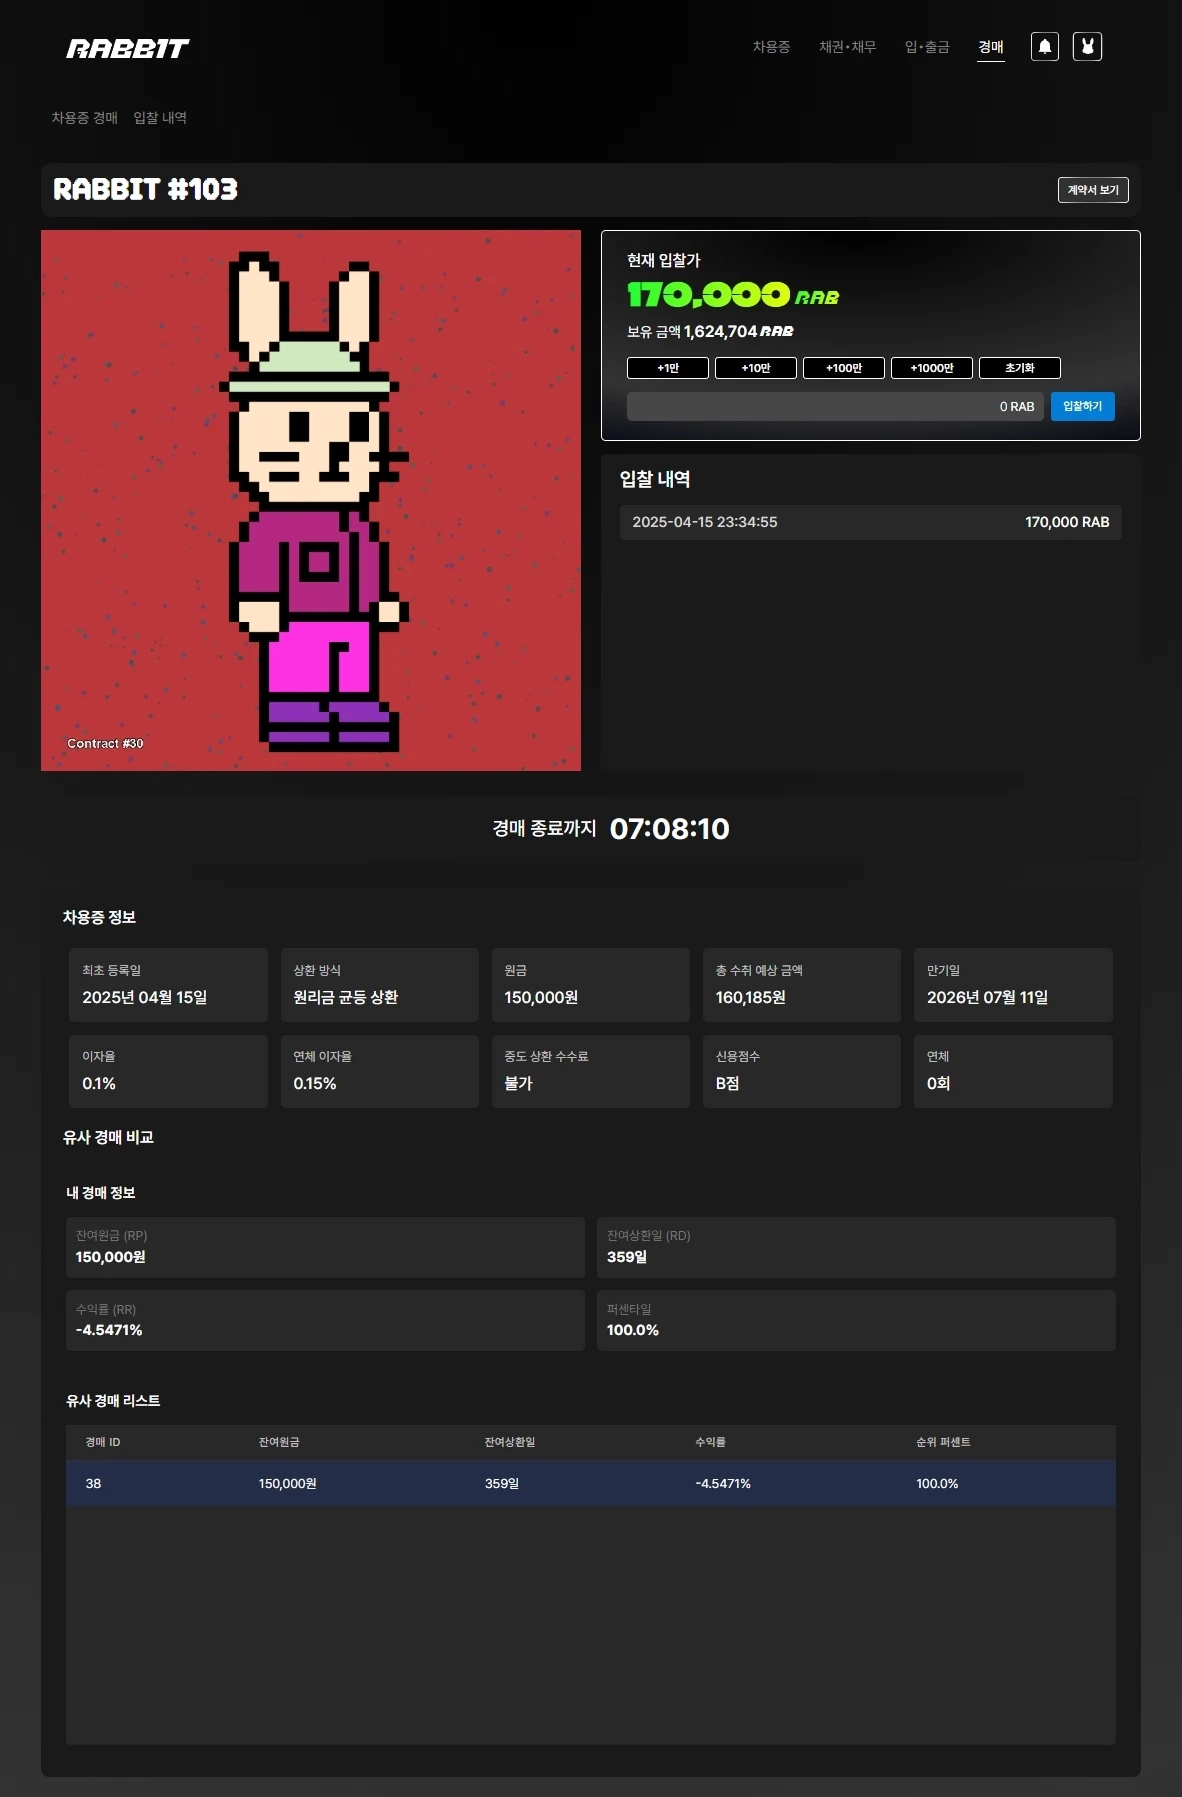 RABBIT
차용증 채권•채무 입•출금 경매
차용증 경매 입찰 내역
RABBIT #103
계약서 보기
Contract #30
현재 입찰가
170,000 RAB
보유 금액 1,624,704 RAB
+1만 +10만 +100만 +1000만 초기화
0 RAB 입찰하기
입찰 내역
2025-04-15 23:34:55 170,000 RAB
경매 종료까지 07:08:10
차용증 정보
최초 등록일 상환 방식 원금 총 수취 예상 금액 만기일
2025년 04월 15일 원리금 균등 상환 150,000원 160,185원 2026년 07월 11일
이자율 연체 이자율 중도 상환 수수료 신용점수 연체
0.1% 0.15% 불가 B점 0회
유사 경매 비교
내 경매 정보
잔여원금 (RP) 잔여상환일 (RD)
150,000원 359일
수익률 (RR) 퍼센타일
-4.5471% 100.0%
유사 경매 리스트
경매 ID 잔여원금 잔여상환일 수익률 순위 퍼센트
38 150,000원 359일 -4.5471% 100.0%